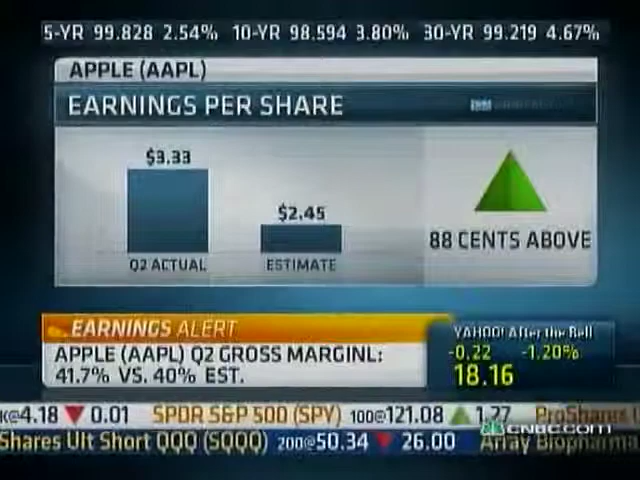 5-YR 99.828 2.54% 10-YR 98.594 3.80% 30-YR 99.219 4.67%
APPLE (AAPL)
EARNINGS PER SHARE
$3.33
$2.45
88 CENTS ABOVE
Q2 ACTUAL
ESTIMATE
EARNINGS ALERT
APPLE (AAPL) Q2 GROSS MARGINL:
41.7% VS. 40% EST.
YAHOO! After the Bell
-0.22 -1.20%
18.16
K@4.18 ▼ 0.01 SPDR S&P 500 (SPY) 100@121.08 ▲ 1.27 ProShares
Shares Ult Short QQQ (SQQQ) 200@50.34 ▼ 26.00 Array Biopharma
CNBC.com